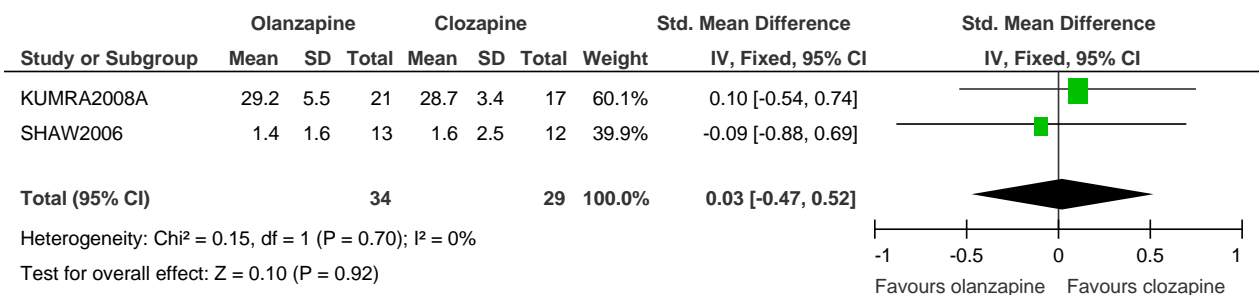 Olanzapine Clozapine Std. Mean Difference Std. Mean Difference
Study or Subgroup Mean SD Total Mean SD Total Weight IV, Fixed, 95% CI IV, Fixed, 95% CI
KUMRA2008A 29.2 5.5 21 28.7 3.4 17 60.1% 0.10 [-0.54, 0.74]
SHAW2006 1.4 1.6 13 1.6 2.5 12 39.9% -0.09 [-0.88, 0.69]
Total (95% CI) 34 29 100.0% 0.03 [-0.47, 0.52]
Heterogeneity: Chi² = 0.15, df = 1 (P = 0.70); I² = 0%
Test for overall effect: Z = 0.10 (P = 0.92)
-1 -0.5 0 0.5 1
Favours olanzapine Favours clozapine